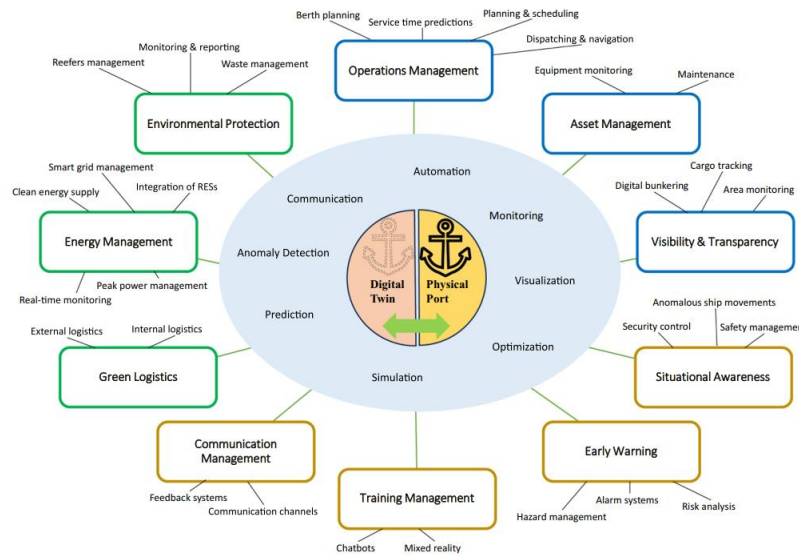 Berth planning
Service time predictions
Planning & scheduling
Dispatching & navigation
Operations Management
Monitoring & reporting
Reefers management
Waste management
Environmental Protection
Equipment monitoring
Maintenance
Asset Management
Smart grid management
Clean energy supply
Integration of RESs
Energy Management
Real-time monitoring
Peak power management
Cargo tracking
Digital bunkering
Area monitoring
Visibility & Transparency
Automation
Communication
Monitoring
Anomaly Detection
Visualization
Prediction
Optimization
Simulation
Digital
Twin
Physical
Port
External logistics
Internal logistics
Green Logistics
Anomalous ship movements
Security control
Safety management
Situational Awareness
Communication
Management
Feedback systems
Communication channels
Training Management
Chatbots
Mixed reality
Early Warning
Hazard management
Alarm systems
Risk analysis